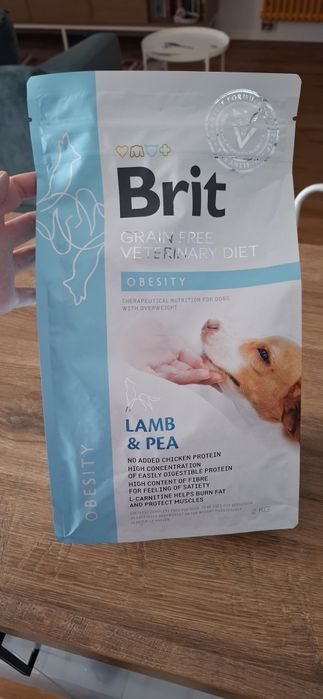 FORMULA
V
Brit
GRAIN FREE
VETERINARY DIET
OBESITY
THERAPEUTICAL NUTRITION FOR DOGS
WITH OVERWEIGHT
LAMB
& PEA
NO ADDED CHICKEN PROTEIN
HIGH CONCENTRATION
OF EASILY DIGESTIBLE PROTEIN
HIGH CONTENT OF FIBRE
FOR FEELING OF SATIETY
L-CARNITINE HELPS BURN FAT
AND PROTECT MUSCLES
2 KG
OBESITY